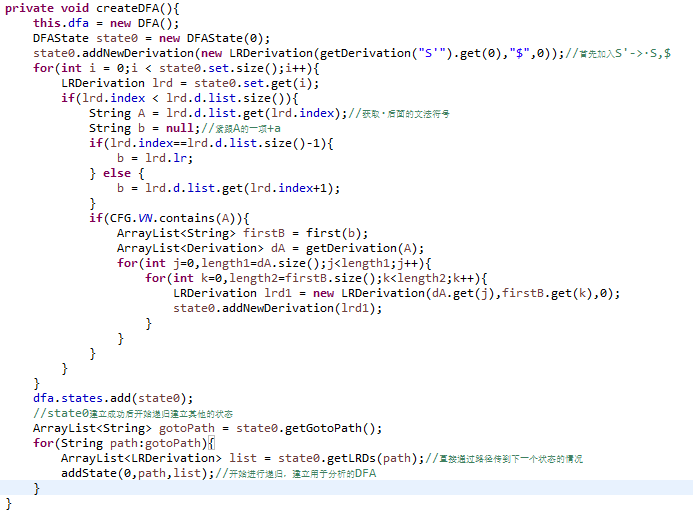 private void createDFA(){
    this.dfa = new DFA();
    DFAState state0 = new DFAState(0);
    state0.addNewDerivation(new LRDerivation(getDerivation("S'").get(0),"$",0));//首先加入S'->·S,$
    for(int i = 0;i < state0.set.size();i++){
        LRDerivation lrd = state0.set.get(i);
        if(lrd.index < lrd.d.list.size()){
            String A = lrd.d.list.get(lrd.index);//获取·后面的文法符号
            String b = null;//紧跟A的一项+a
            if(lrd.index==lrd.d.list.size()-1){
                b = lrd.lr;
            } else {
                b = lrd.d.list.get(lrd.index+1);
            }
            if(CFG.VN.contains(A)){
                ArrayList<String> firstB = first(b);
                ArrayList<Derivation> dA = getDerivation(A);
                for(int j=0,length1=dA.size();j<length1;j++){
                    for(int k=0,length2=firstB.size();k<length2;k++){
                        LRDerivation lrd1 = new LRDerivation(dA.get(j),firstB.get(k),0);
                        state0.addNewDerivation(lrd1);
                    }
                }
            }
        }
    }
    dfa.states.add(state0);
    //state0建立成功后开始递归建立其他的状态
    ArrayList<String> gotoPath = state0.getGotoPath();
    for(String path:gotoPath){
        ArrayList<LRDerivation> list = state0.getLRDs(path);//直接通过路径传到下一个状态的情况
        addState(0,path,list);//开始进行递归，建立用于分析的DFA
    }
}